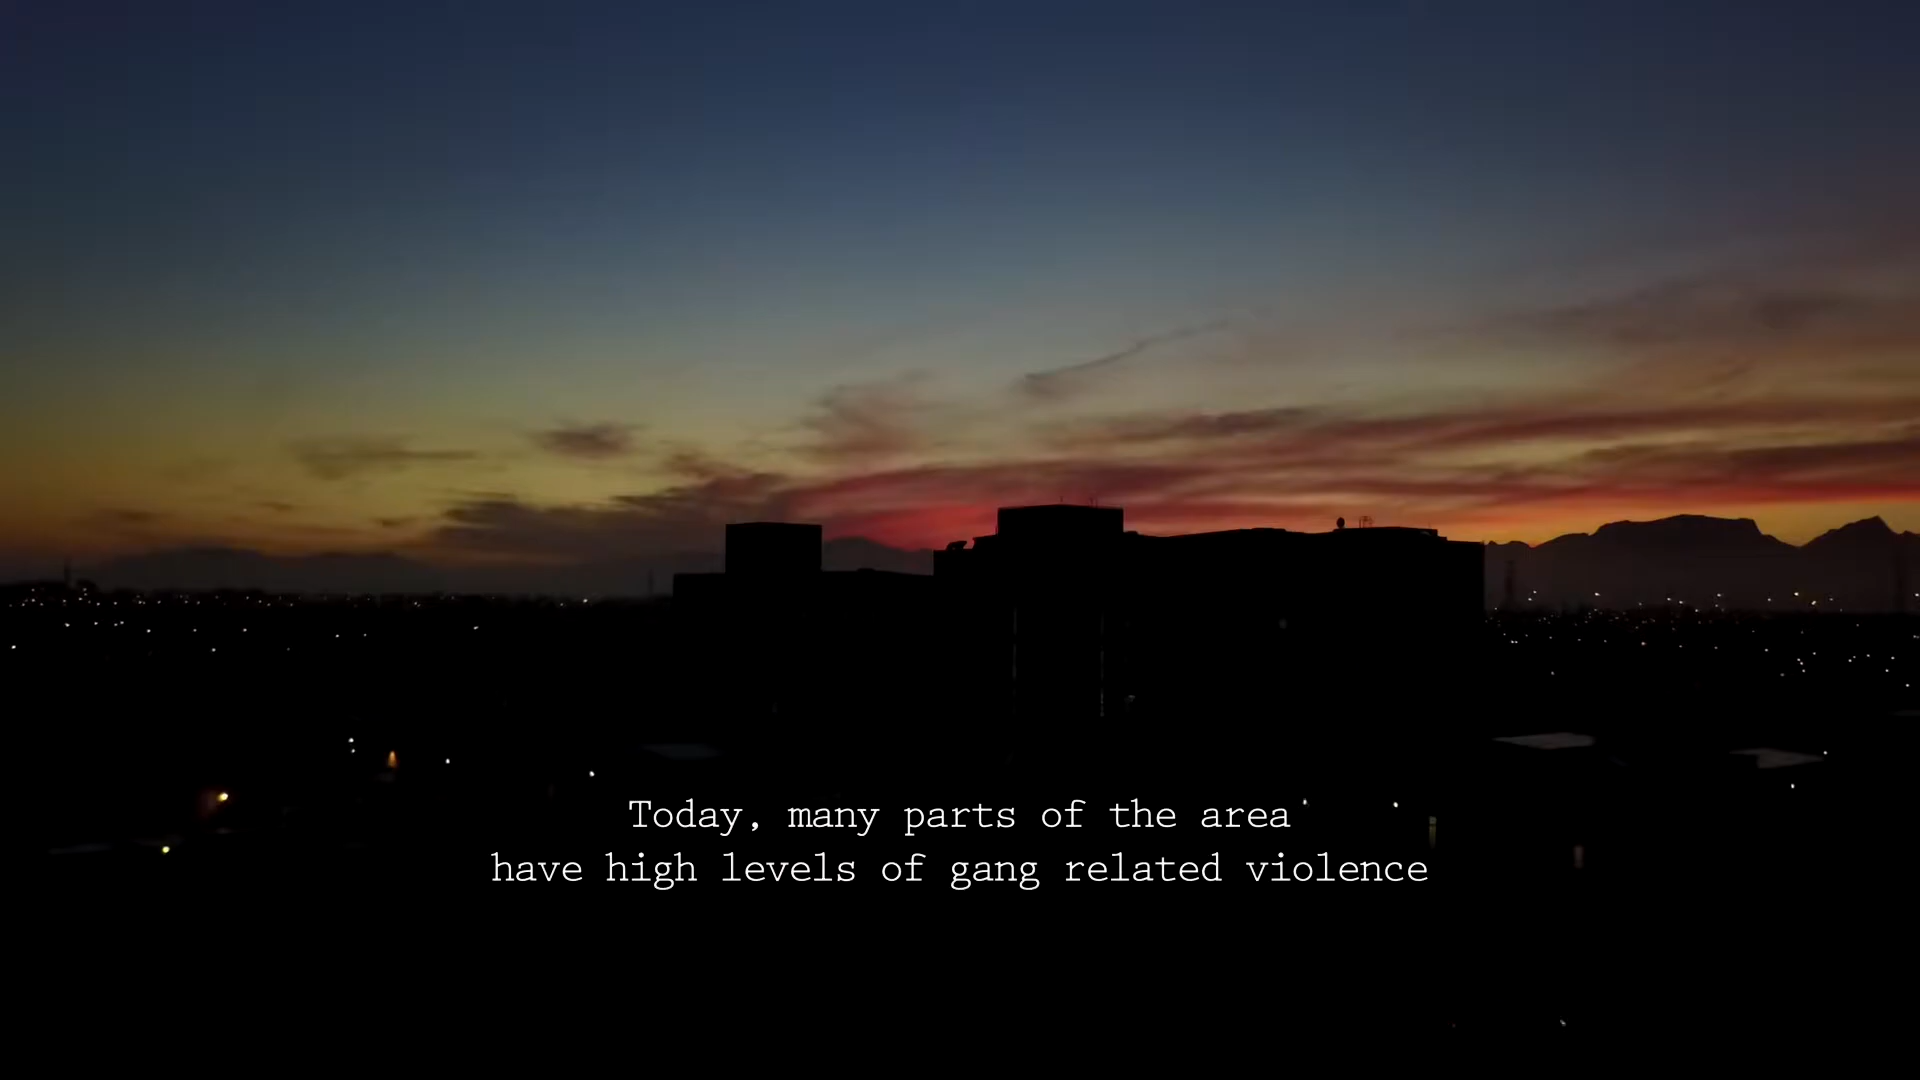 Today, many parts of the area
have high levels of gang related violence